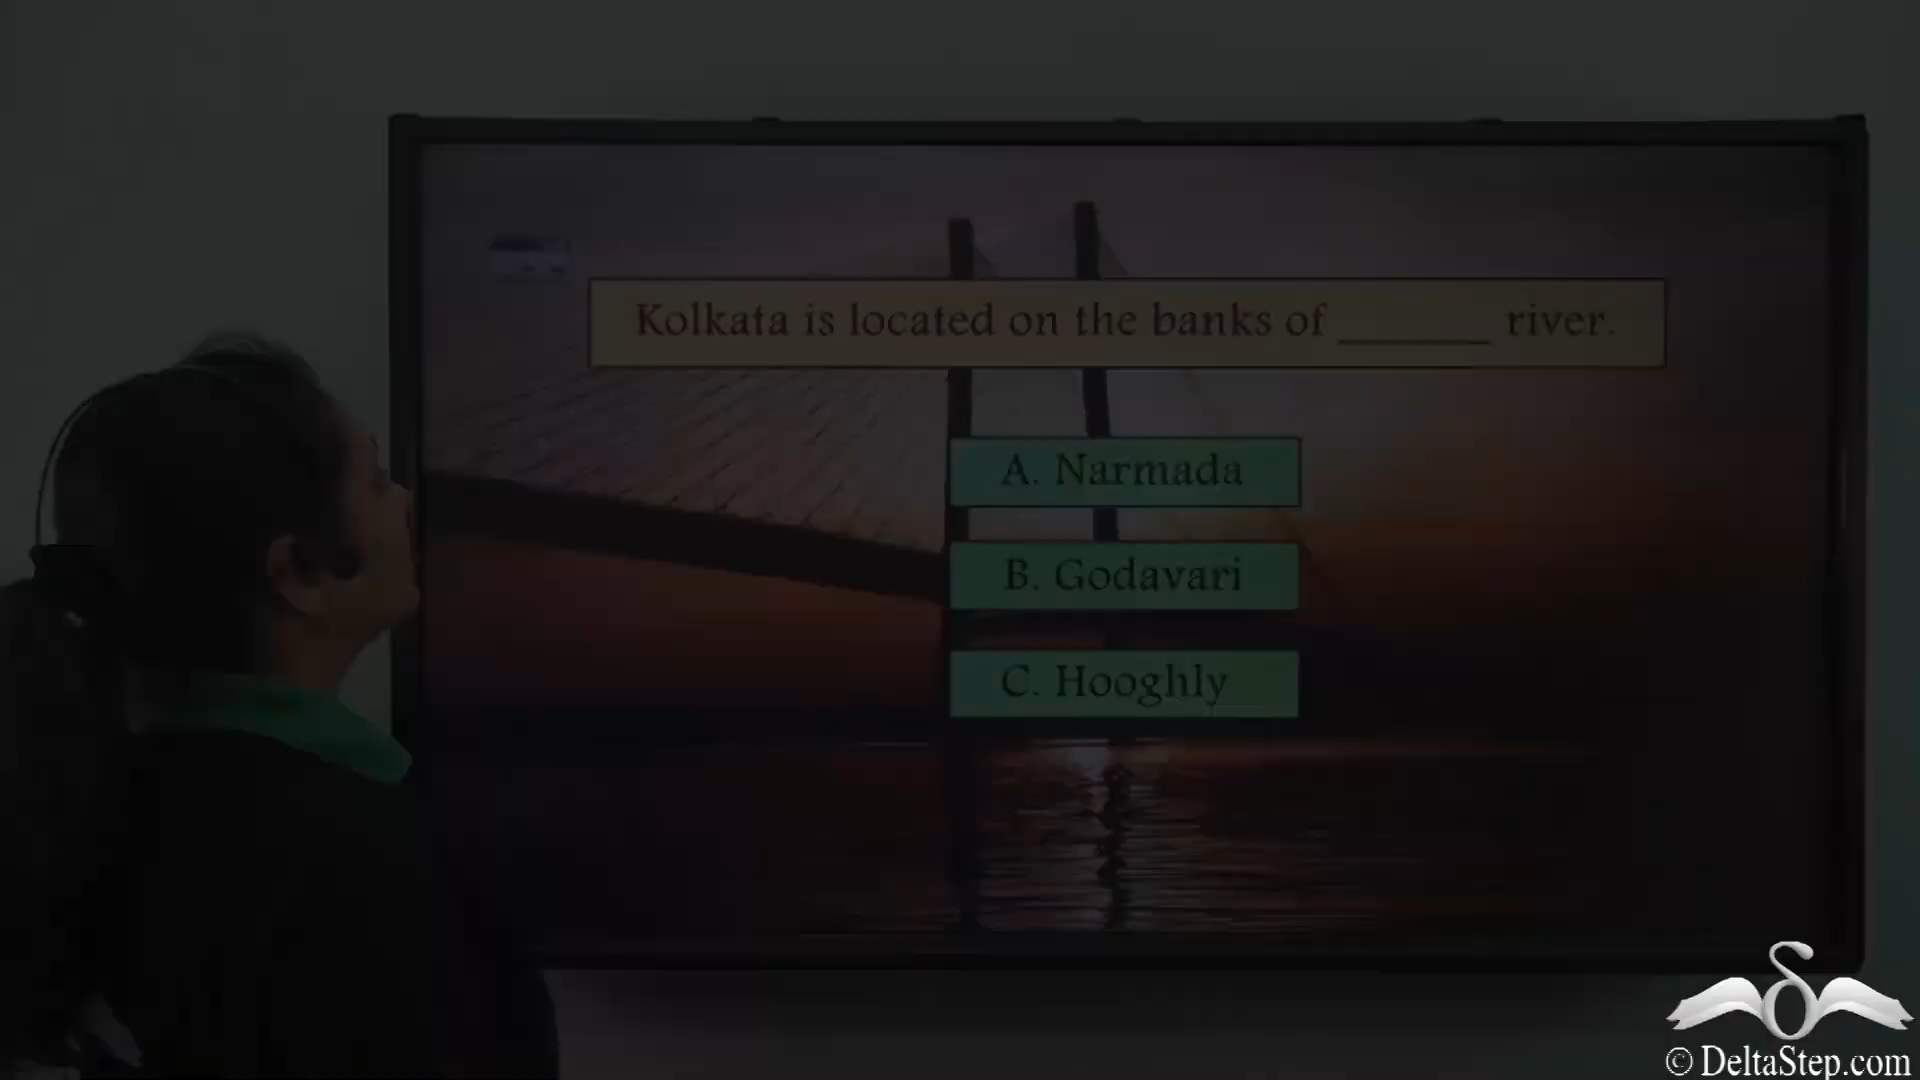 Kolkata is located on the banks of _______ river.
A. Narmada
B. Godavari
C. Hooghly
© DeltaStep.com